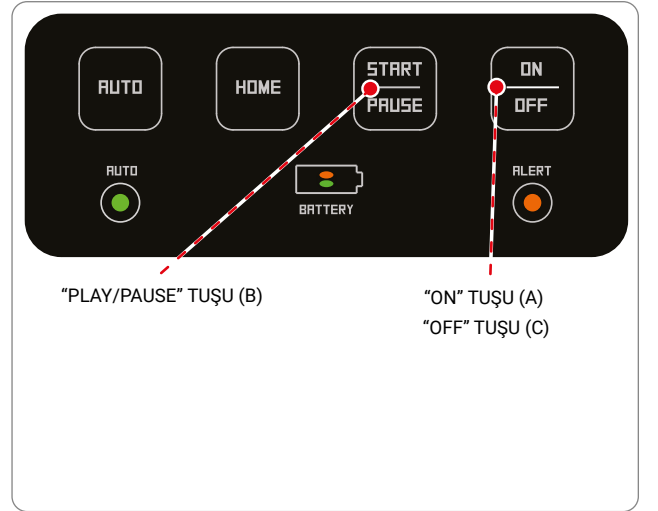 AUTO
HOME
START
PAUSE
ON
OFF
AUTO
BATTERY
ALERT
“PLAY/PAUSE” TUŞU (B)
“ON” TUŞU (A)
“OFF” TUŞU (C)